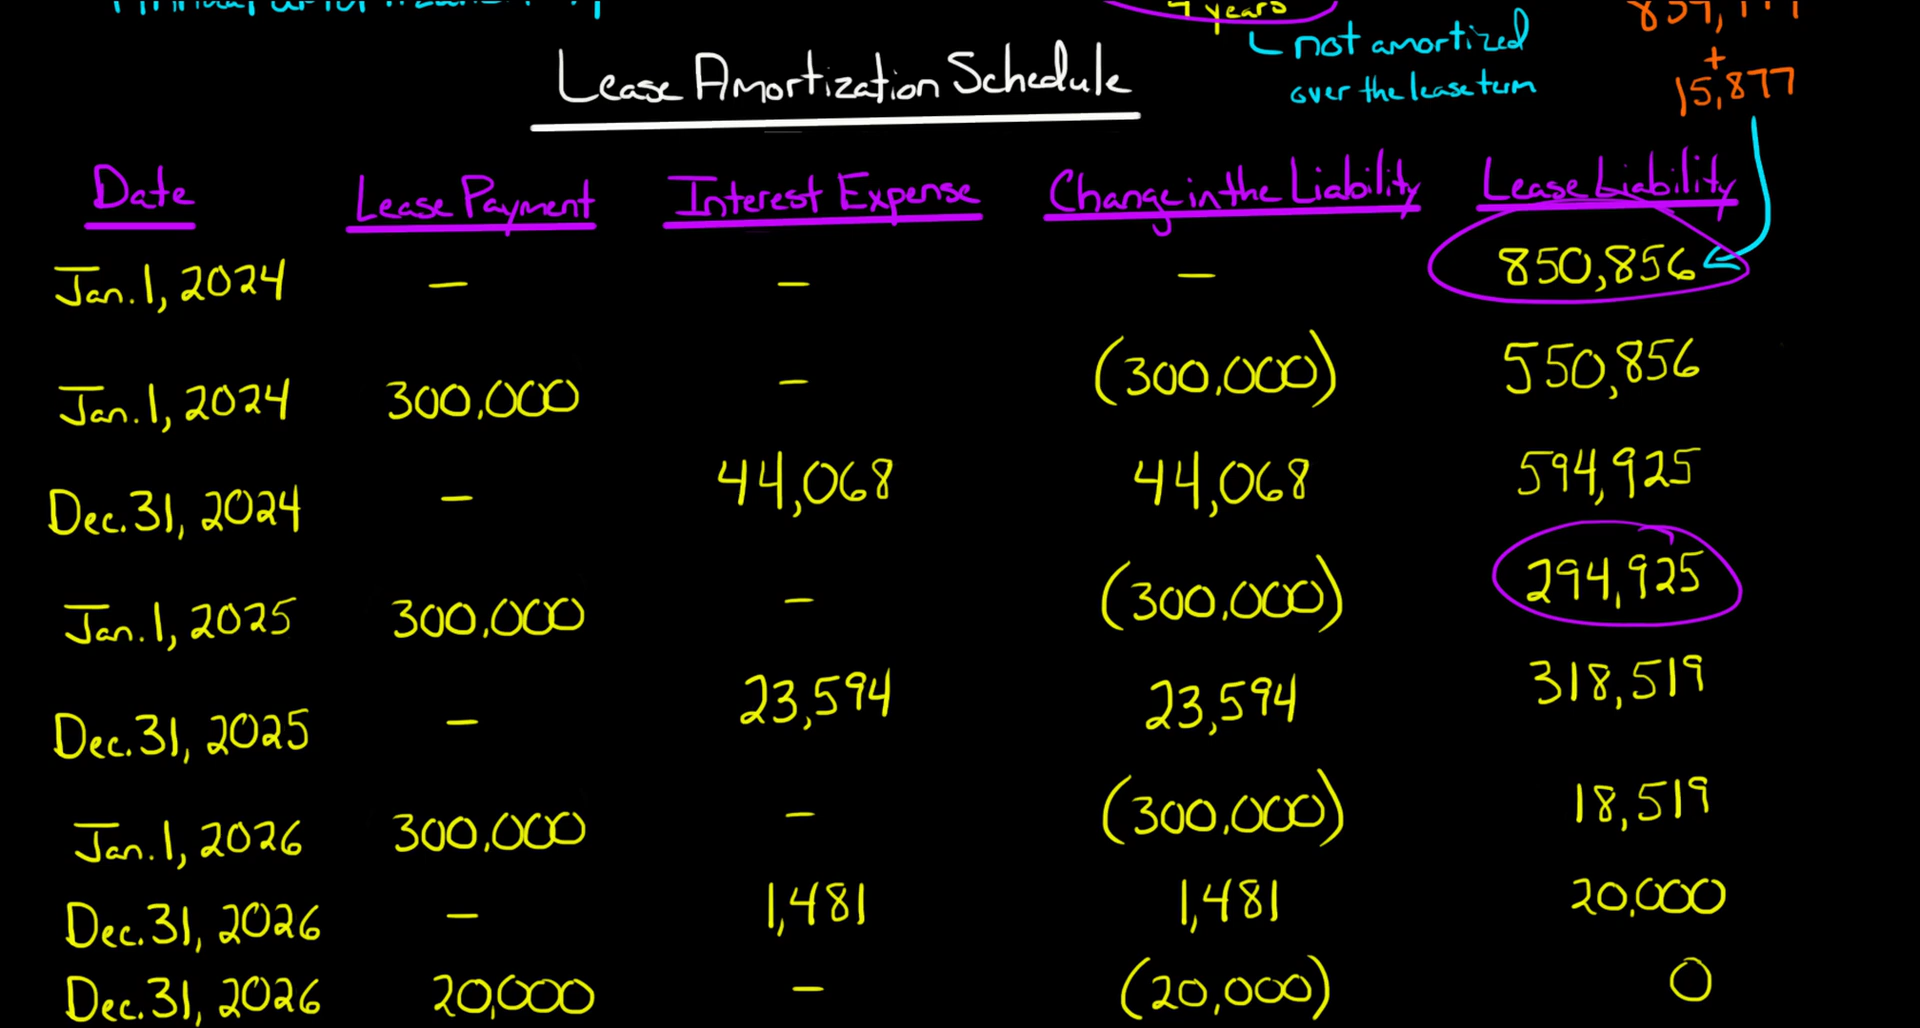 years
not amortized
over the lease term
+
15,877
Lease Amortization Schedule
Date Lease Payment Interest Expense Change in the Liability Lease Liability
Jan. 1, 2024 – – – 850,856
Jan. 1, 2024 300,000 – (300,000) 550,856
Dec. 31, 2024 – 44,068 44,068 594,925
Jan. 1, 2025 300,000 – (300,000) 294,925
Dec. 31, 2025 – 23,594 23,594 318,519
Jan. 1, 2026 300,000 – (300,000) 18,519
Dec. 31, 2026 – 1,481 1,481 20,000
Dec. 31, 2026 20,000 – (20,000) 0